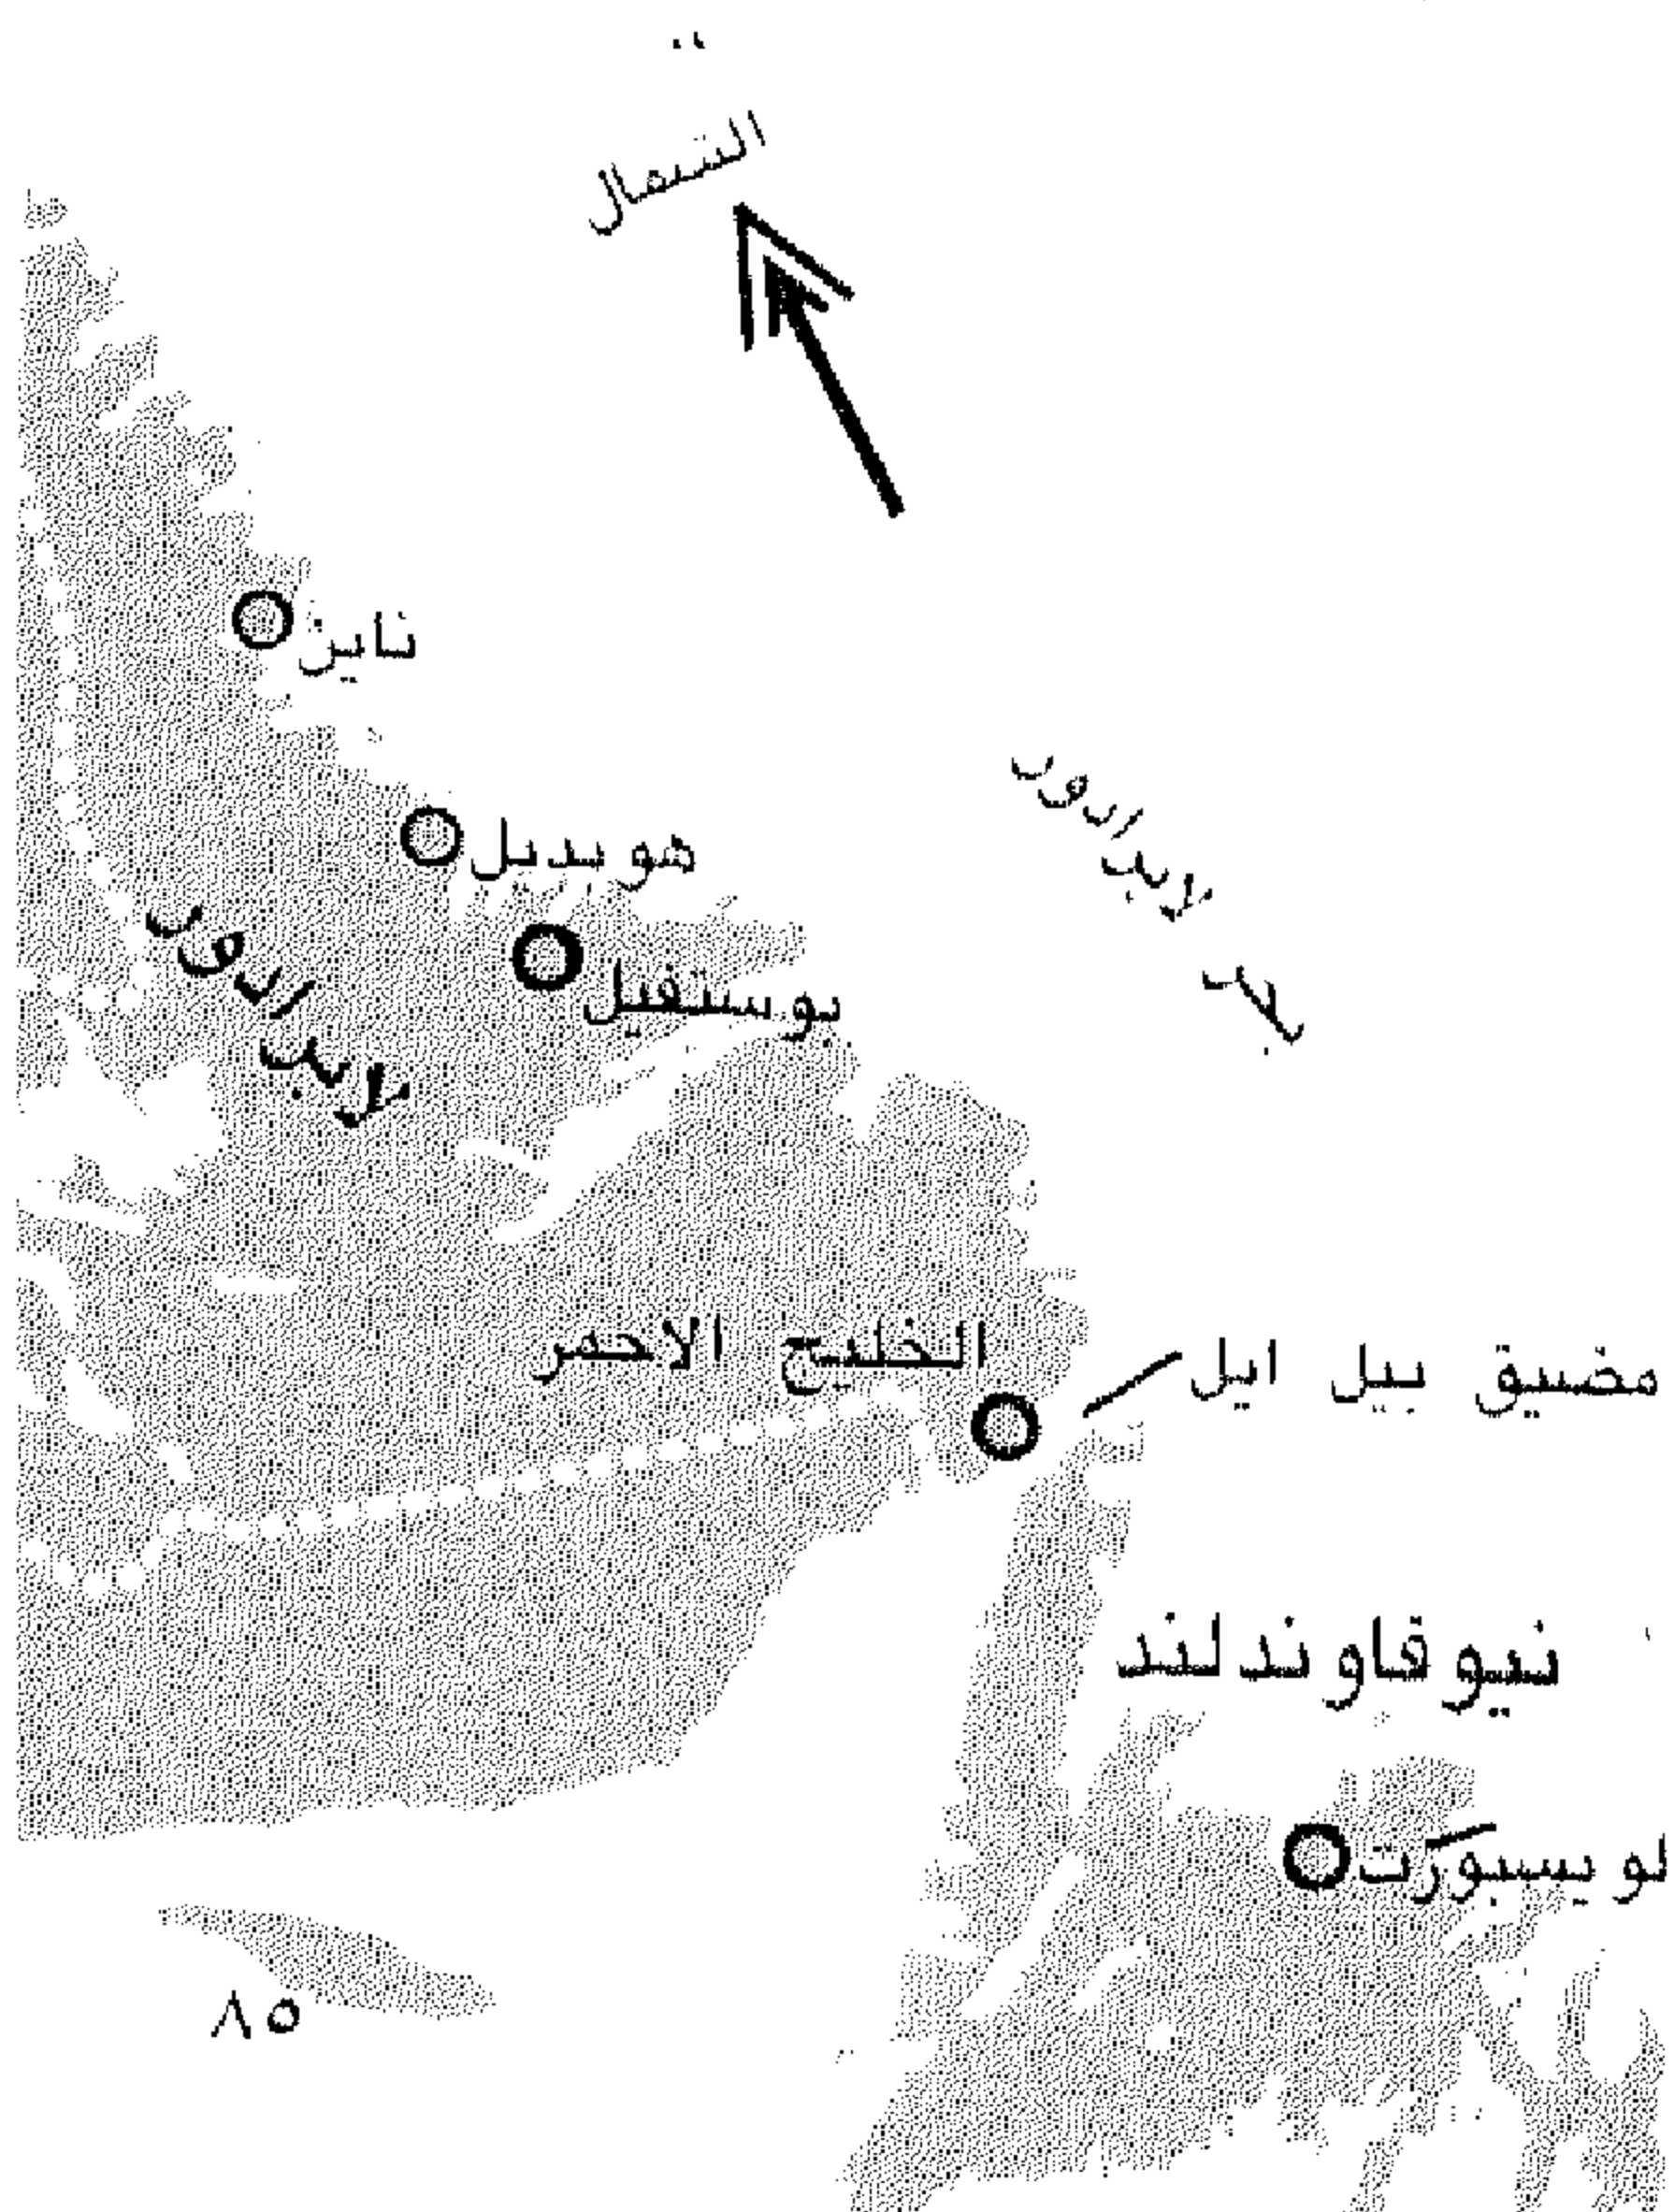 الشمال
ناين
هوبديل
بوستفيل
لابرادور
بحر لابرادور
الخليج الاحمر
مضيق بيل ايل
نيوفاوندلند
لويسبورت
٨٥